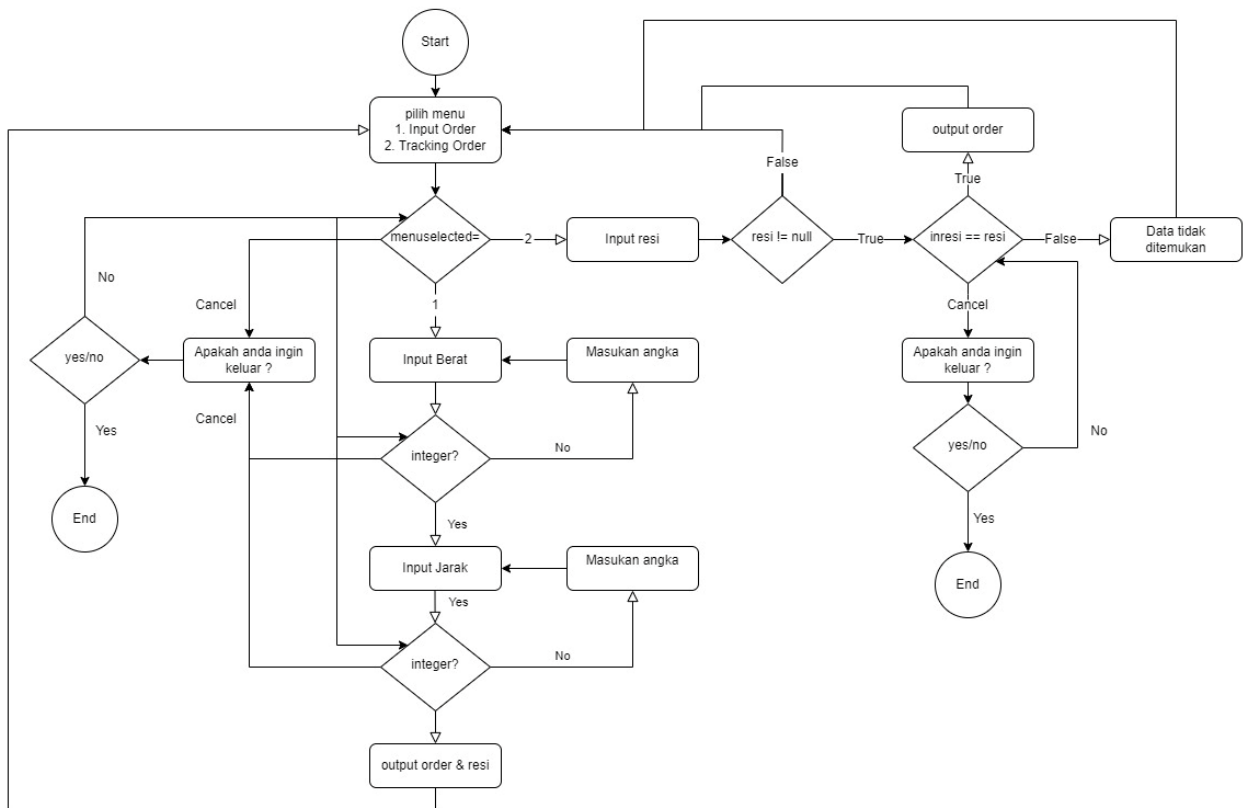 Start
pilih menu
1. Input Order
2. Tracking Order
output order
False
True
menuselected=
2
Input resi
resi != null
True
inresi == resi
False
Data tidak
ditemukan
No
Cancel
1
Cancel
yes/no
Apakah anda ingin
keluar ?
Input Berat
Masukan angka
Apakah anda ingin
keluar ?
Cancel
Yes
integer?
No
yes/no
No
End
Yes
Yes
Input Jarak
Masukan angka
End
Yes
integer?
No
output order & resi